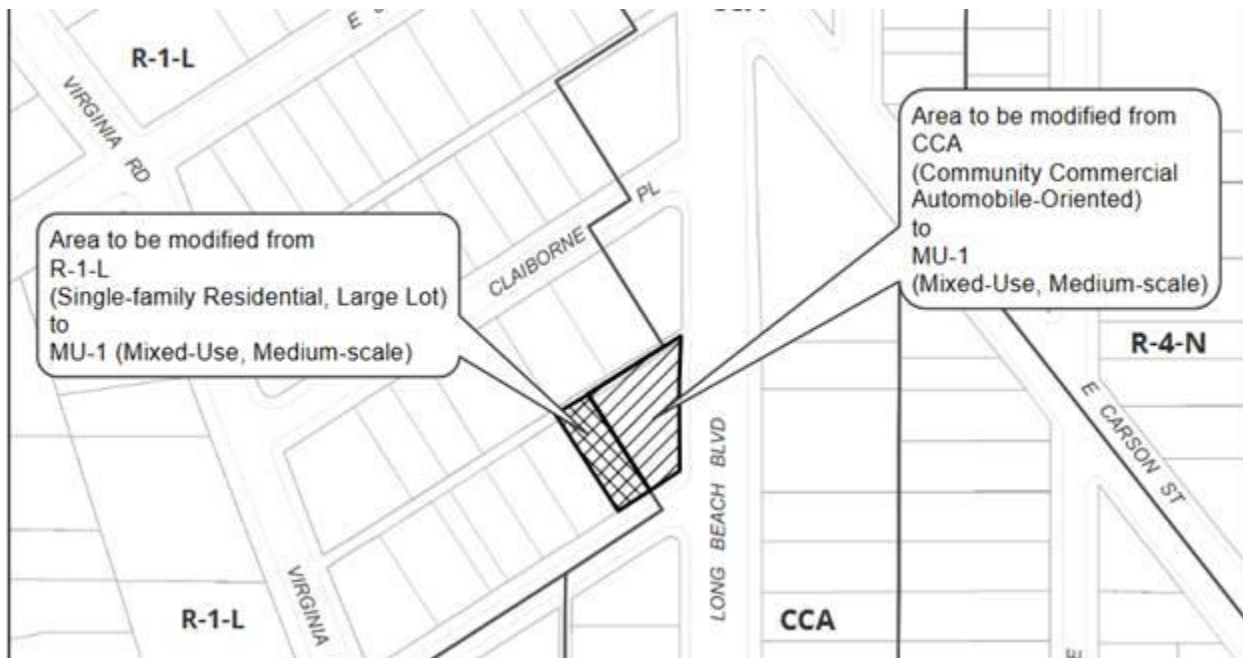 R-1-L
VIRGINIA RD
Area to be modified from
CCA
(Community Commercial
Automobile-Oriented)
to
MU-1
(Mixed-Use, Medium-scale)
CLAIBORNE PL
Area to be modified from
R-1-L
(Single-family Residential, Large Lot)
to
MU-1 (Mixed-Use, Medium-scale)
R-4-N
E CARSON ST
LONG BEACH BLVD
VIRGINIA
R-1-L
CCA
E
E